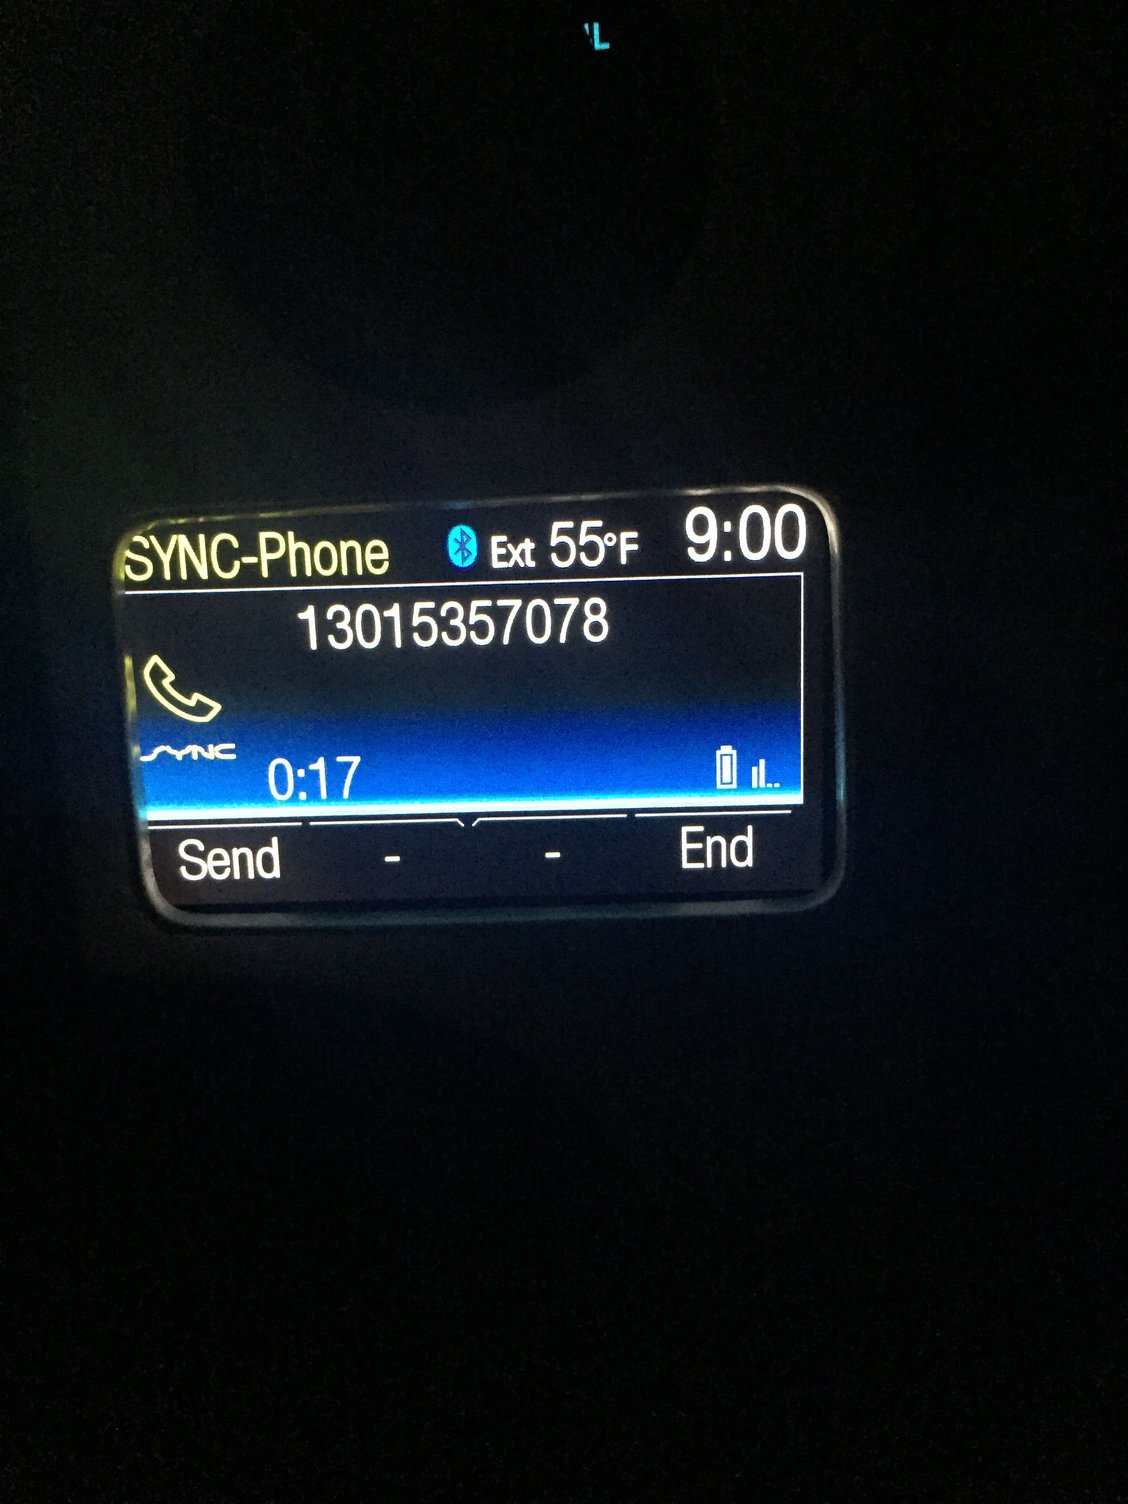 SYNC-Phone Ext 55°F 9:00
13015357078
SYNC
0:17
Send - - End